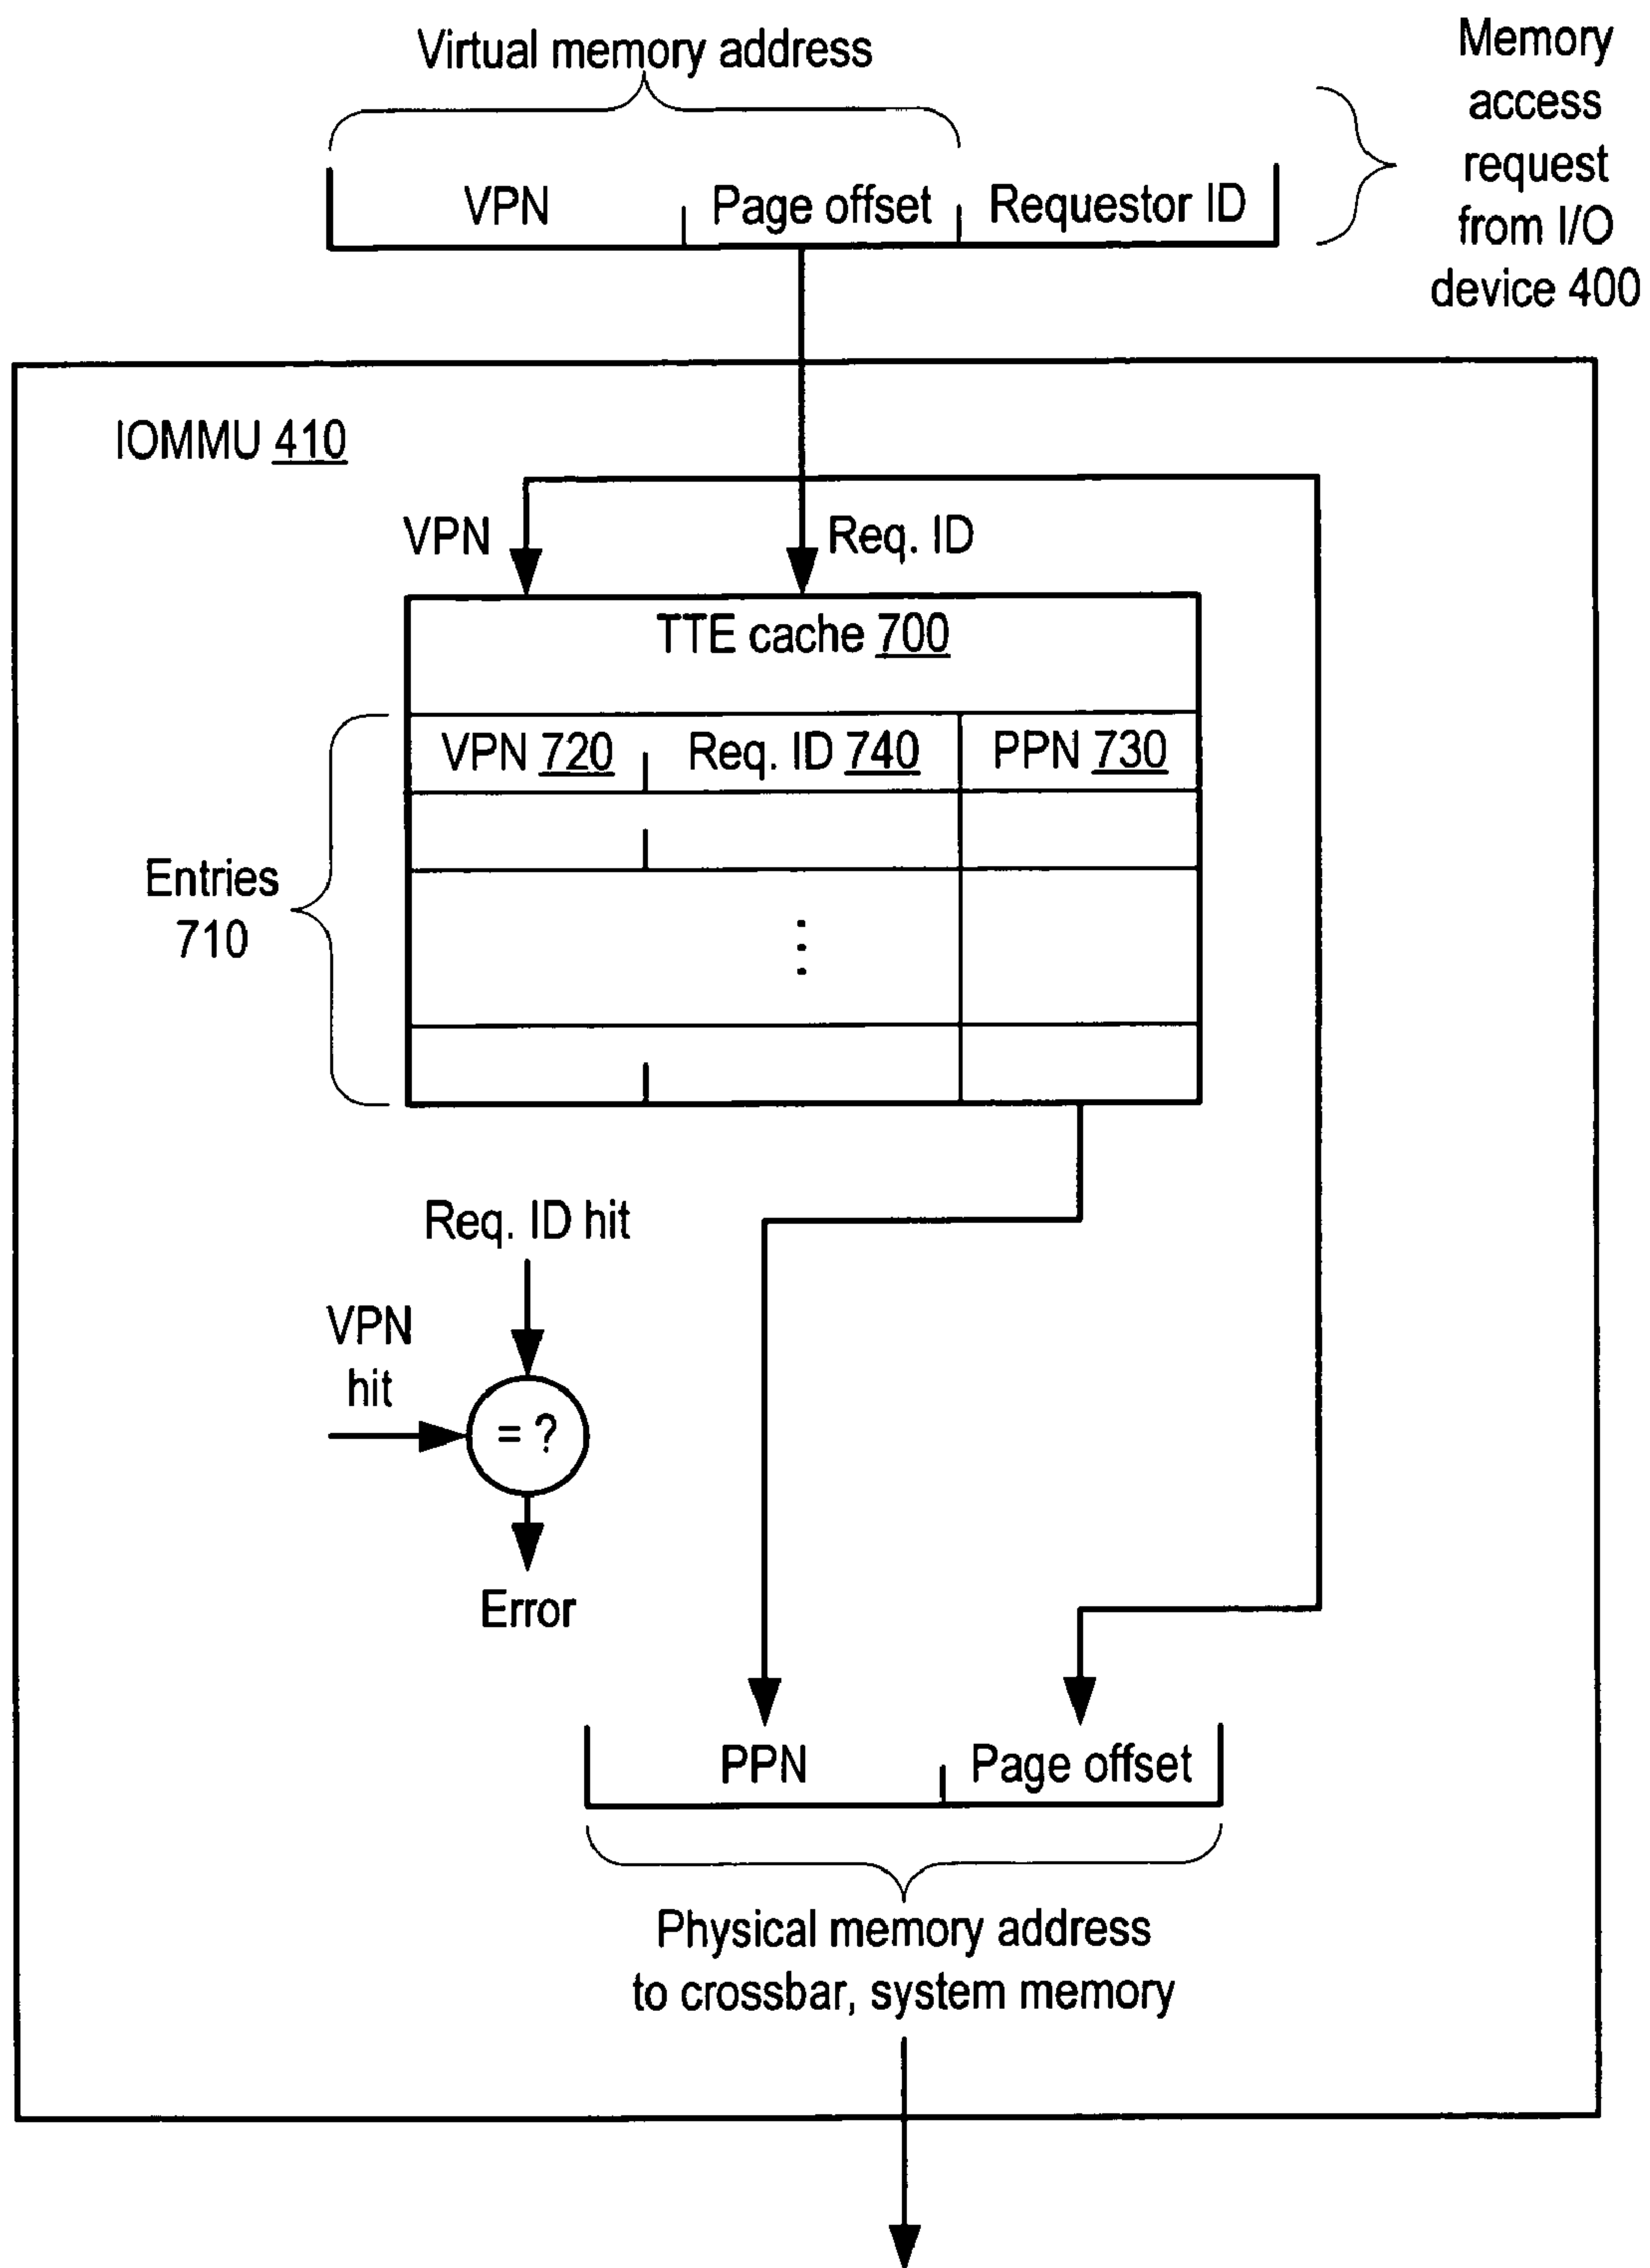 Virtual memory address
Memory
access
request
from I/O
device 400
VPN
Page offset
Requestor ID
IOMMU 410
VPN
Req. ID
TTE cache 700
VPN 720
Req. ID 740
PPN 730
Entries
710
Req. ID hit
VPN
hit
= ?
Error
PPN
Page offset
Physical memory address
to crossbar, system memory